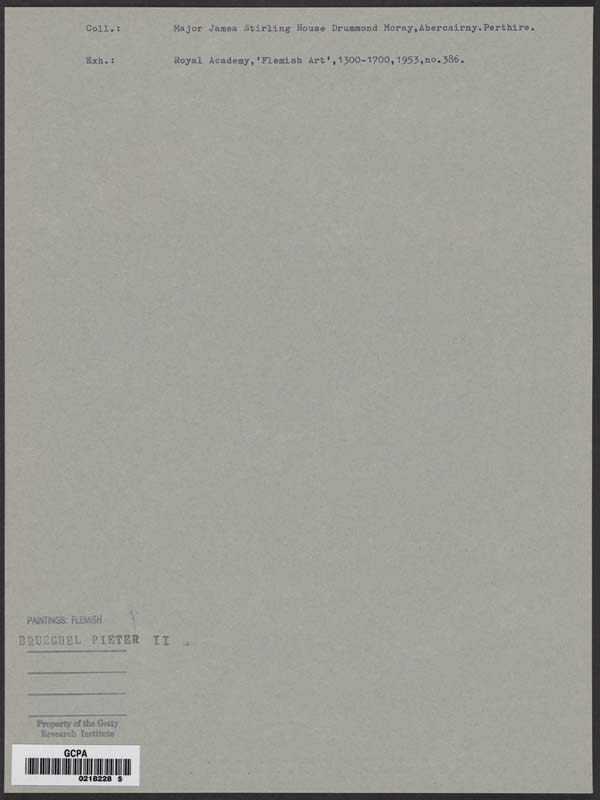 Coll.: Major Jamea Stirling House Drummond Moray,Abercairny.Perthire.
Exh.: Royal Academy,'Flemish Art',1300-1700,1953,no.386.
PAINTINGS: FLEMISH
BRUEGHEL PIETER II
Property of the Getty
Research Institute
GCPA
0218228 5